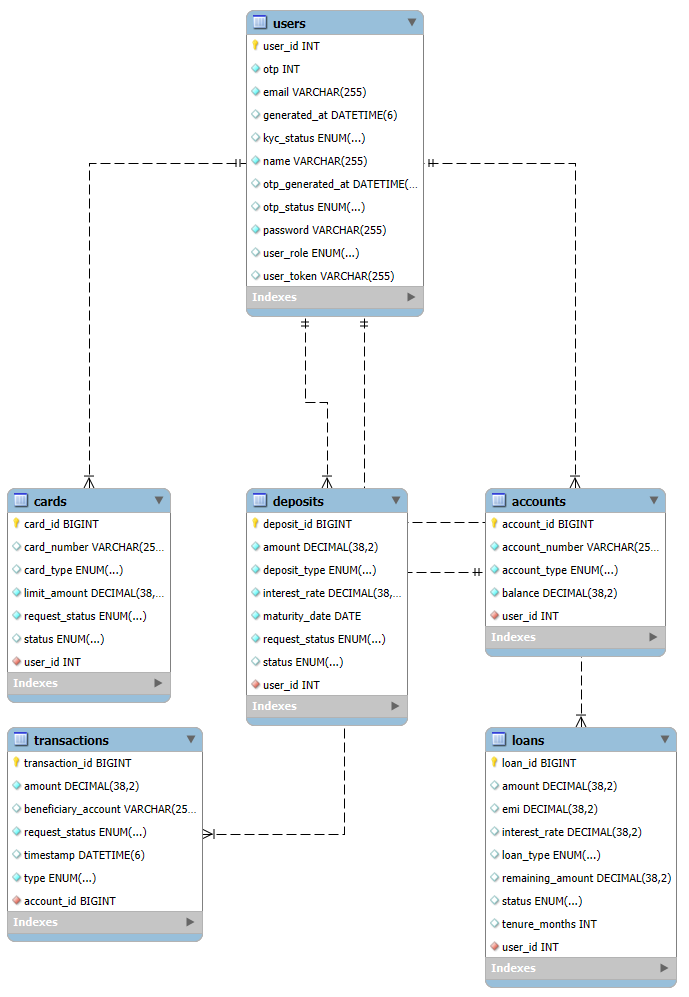 users
user_id INT
otp INT
email VARCHAR(255)
generated_at DATETIME(6)
kyc_status ENUM(...)
name VARCHAR(255)
otp_generated_at DATETIME(...
otp_status ENUM(...)
password VARCHAR(255)
user_role ENUM(...)
user_token VARCHAR(255)
Indexes
cards
card_id BIGINT
card_number VARCHAR(25...
card_type ENUM(...)
limit_amount DECIMAL(38,...
request_status ENUM(...)
status ENUM(...)
user_id INT
Indexes
deposits
deposit_id BIGINT
amount DECIMAL(38,2)
deposit_type ENUM(...)
interest_rate DECIMAL(38,...
maturity_date DATE
request_status ENUM(...)
status ENUM(...)
user_id INT
Indexes
accounts
account_id BIGINT
account_number VARCHAR(25...
account_type ENUM(...)
balance DECIMAL(38,2)
user_id INT
Indexes
transactions
transaction_id BIGINT
amount DECIMAL(38,2)
beneficiary_account VARCHAR(25...
request_status ENUM(...)
timestamp DATETIME(6)
type ENUM(...)
account_id BIGINT
Indexes
loans
loan_id BIGINT
amount DECIMAL(38,2)
emi DECIMAL(38,2)
interest_rate DECIMAL(38,2)
loan_type ENUM(...)
remaining_amount DECIMAL(38,2)
status ENUM(...)
tenure_months INT
user_id INT
Indexes